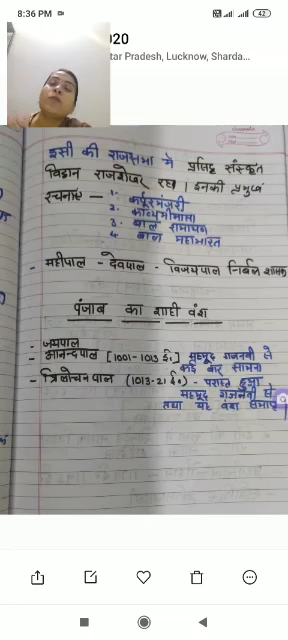 8:36 PM
42
2020
tar Pradesh, Lucknow, Sharda...
इसी की राजसभा में प्रसिद्ध संस्कृत
विद्वान राजशेखर रहा। इनकी प्रमुख
रचनाएं - 1. कर्पूरमंजरी
2. काव्यमीमांसा
3. बाल रामायण
4. बाल महाभारत
- महीपाल - देवपाल - विजयपाल निर्बल शासक
पंजाब का शाही वंश
- जयपाल
- आनन्दपाल [1001-1013 ई.] महमूद गजनवी से
कई बार सामना
- त्रिलोचनपाल (1013-21 ई.) - परास्त हुआ
महमूद गजनवी से
तथा यह वंश समाप्त